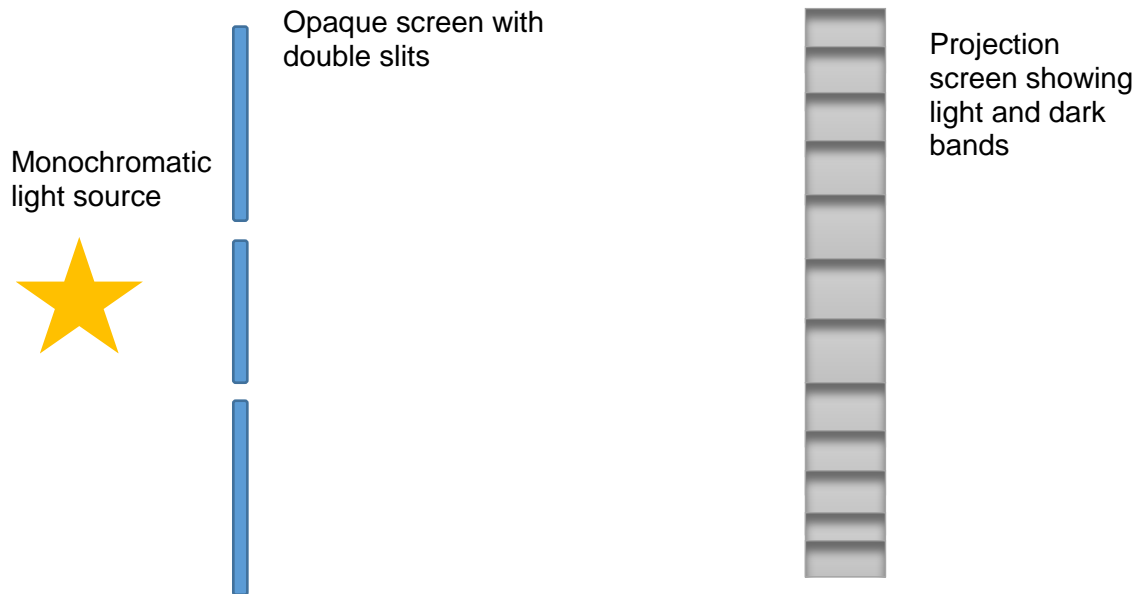 Opaque screen with
double slits
Projection
screen showing
light and dark
bands
Monochromatic
light source